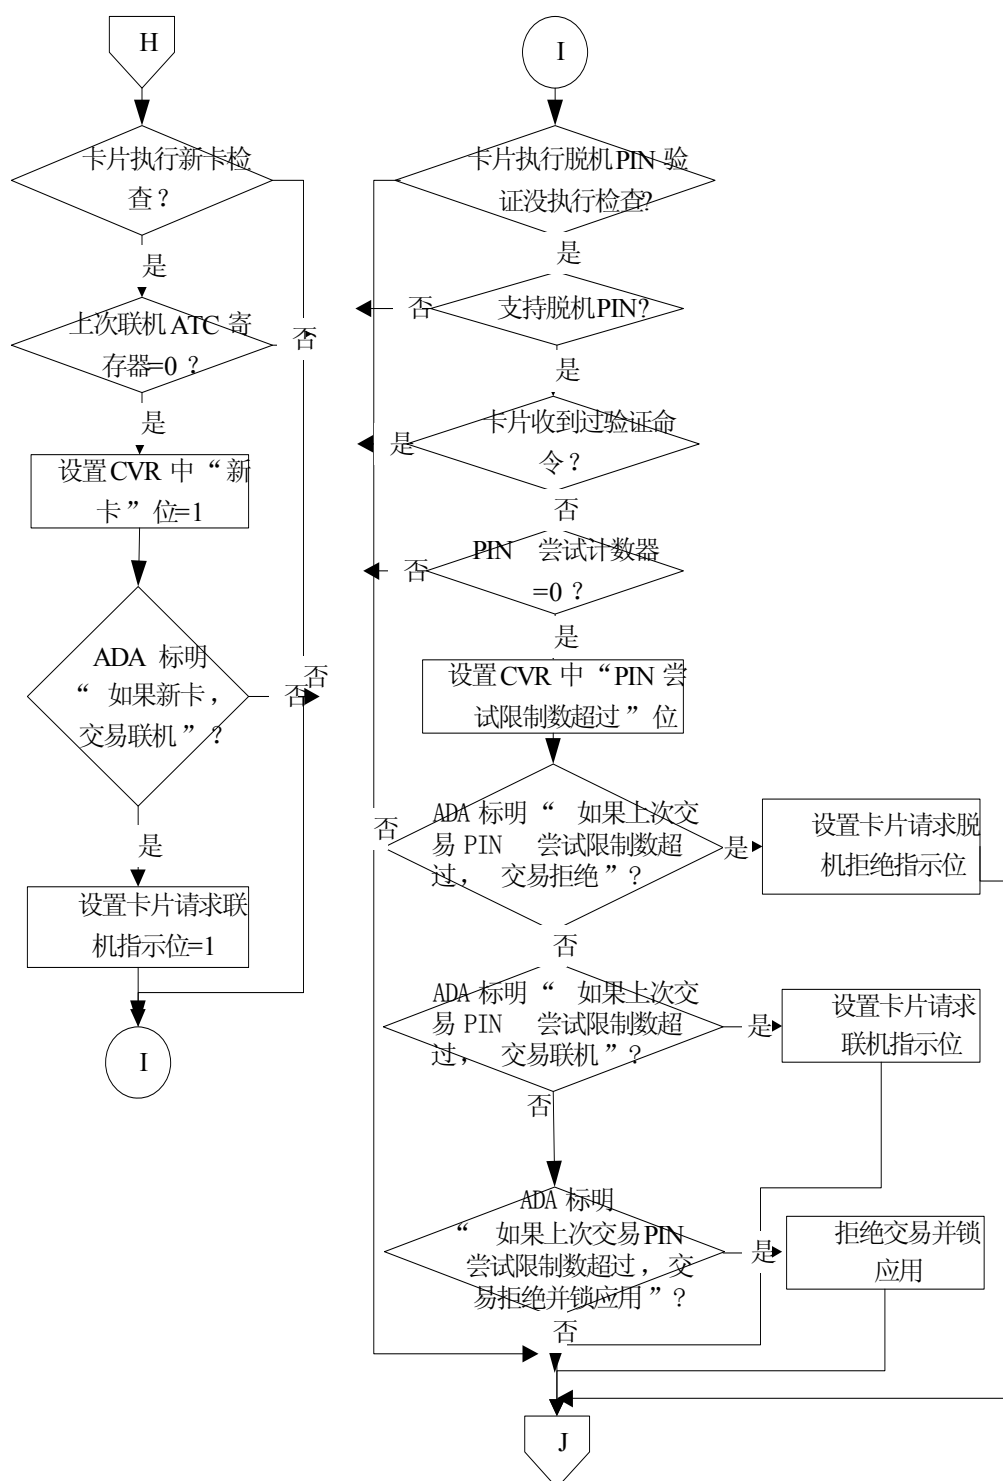 H
卡片执行新卡检
查？
是
否
上次联机ATC 寄
存器=0 ？
是
设置CVR 中“新
卡”位=1
ADA 标明
“ 如果新卡，
交易联机”？
否
否
是
设置卡片请求联
机指示位=1
I
I
卡片执行脱机PIN 验
证没执行检查?
是
支持脱机PIN?
否
是
卡片收到过验证命
令？
是
否
PIN 尝试计数器
=0 ？
否
是
设置CVR 中“PIN 尝
试限制数超过”位
否
ADA 标明“ 如果上次交
易 PIN 尝试限制数超
过， 交易拒绝”？
是
设置卡片请求脱
机拒绝指示位
否
ADA 标明“ 如果上次交
易 PIN 尝试限制数超
过， 交易联机”？
是
设置卡片请求
联机指示位
否
ADA 标明
“ 如果上次交易PIN
尝试限制数超过，交
易拒绝并锁应用”？
是
拒绝交易并锁
应用
否
J